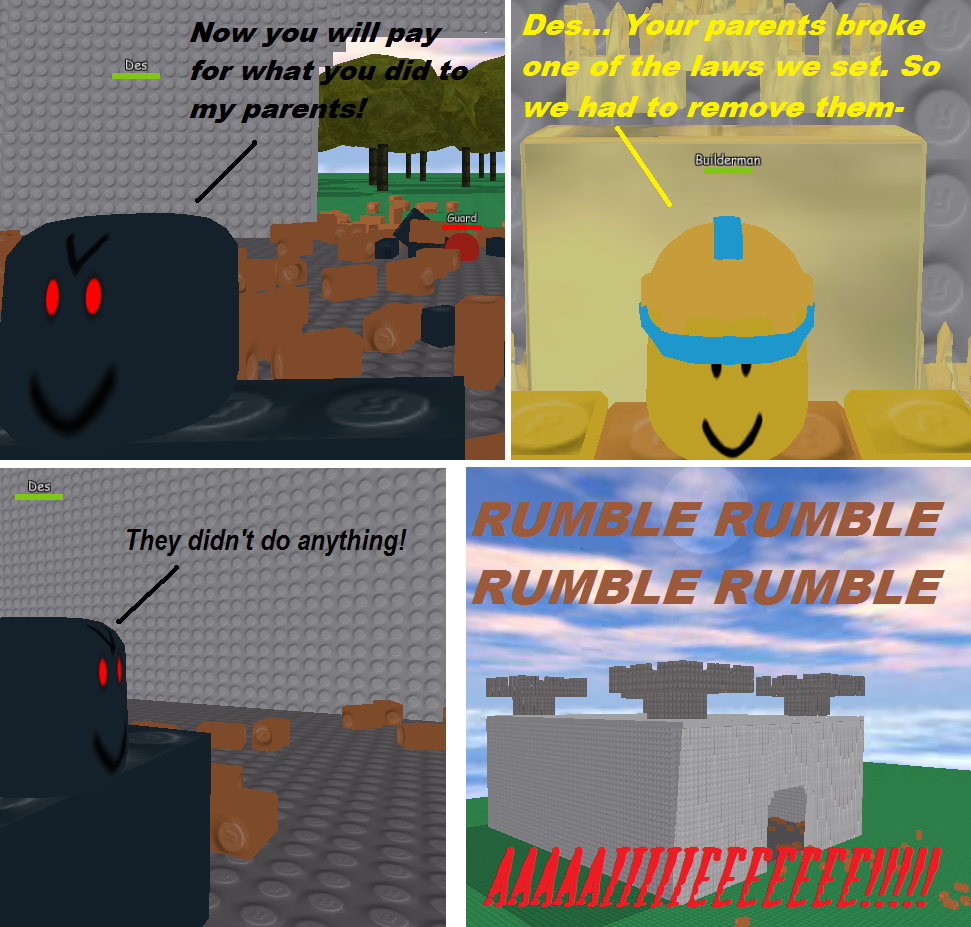 Des
Now you will pay
for what you did to
my parents!
Guard
Des... Your parents broke
one of the laws we set. So
we had to remove them-
Builderman
Des
They didn't do anything!
RUMBLE RUMBLE
RUMBLE RUMBLE
AAAAAIIIIIIEEEEEEEE!!!!!!